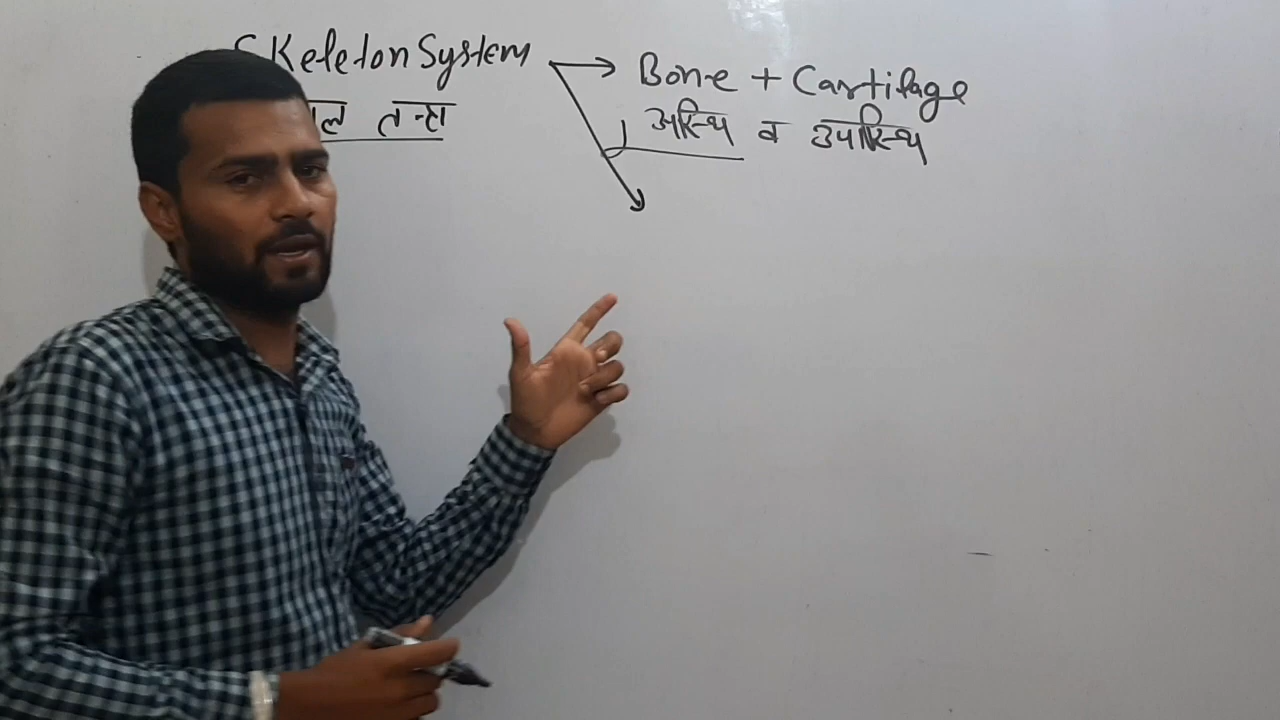 Skeleton System → Bone + Cartilage
ल तन्त्र
अस्थि व उपास्थि